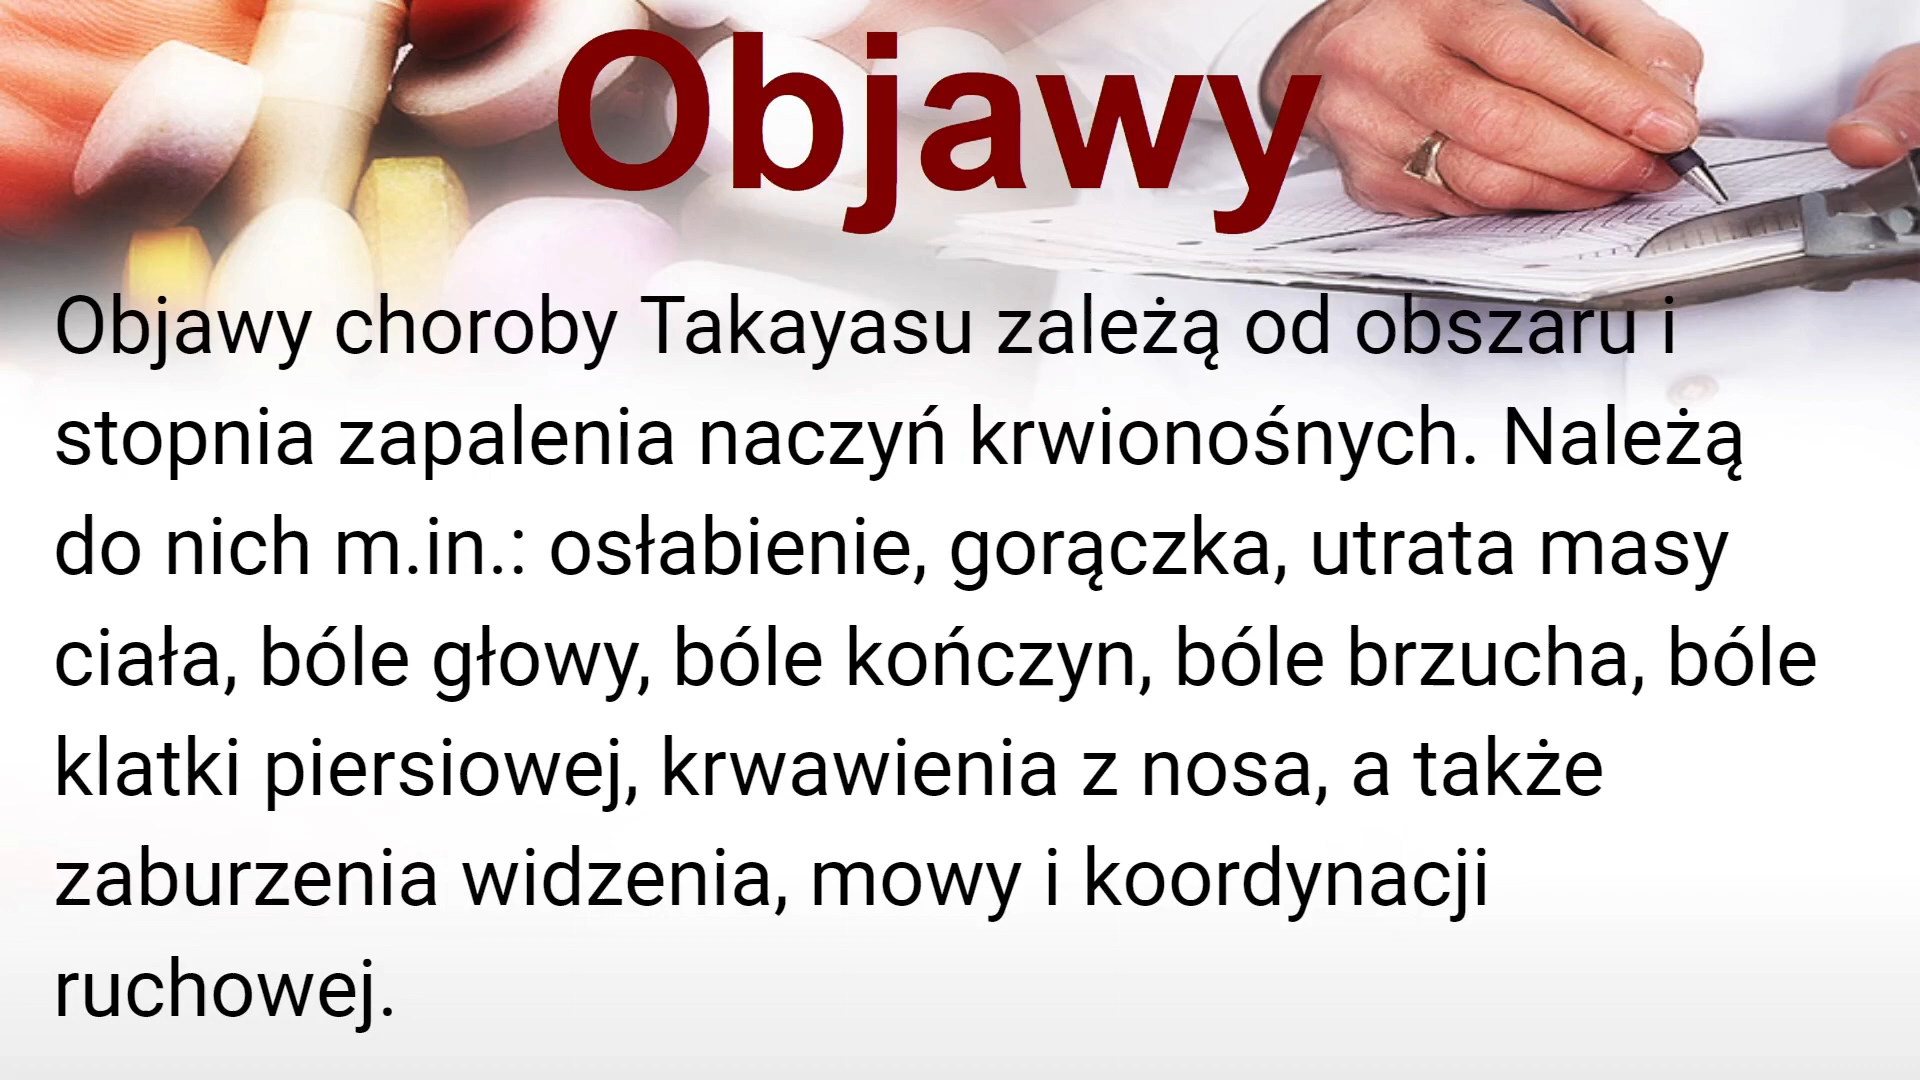 Objawy
Objawy choroby Takayasu zależą od obszaru i
stopnia zapalenia naczyń krwionośnych. Należą
do nich m.in.: osłabienie, gorączka, utrata masy
ciała, bóle głowy, bóle kończyn, bóle brzucha, bóle
klatki piersiowej, krwawienia z nosa, a także
zaburzenia widzenia, mowy i koordynacji
ruchowej.